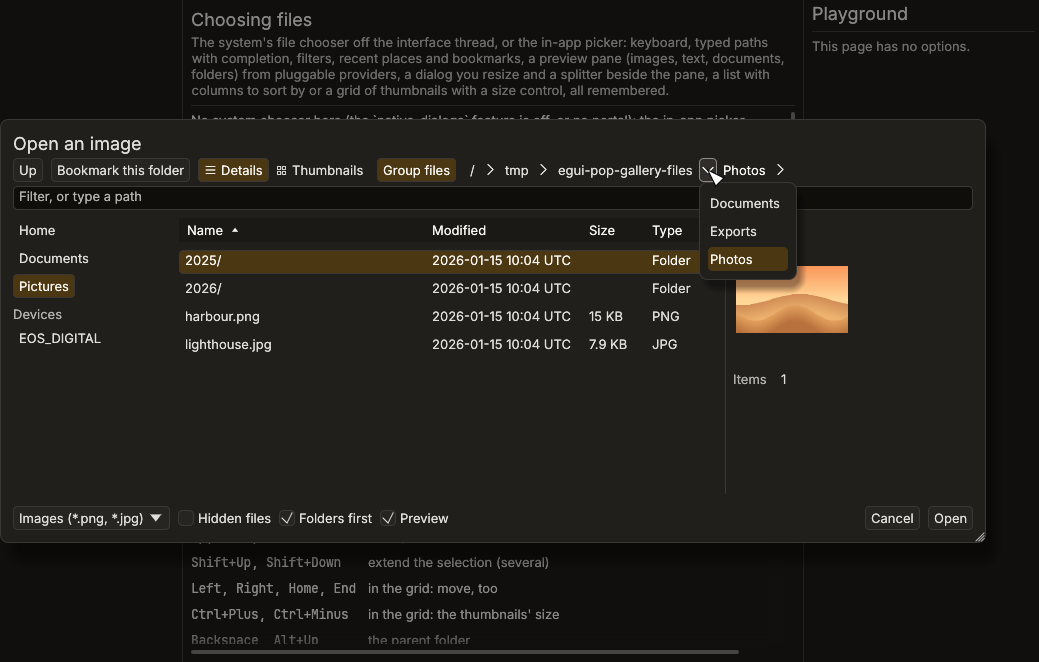 Choosing files
The system's file chooser off the interface thread, or the in-app picker: keyboard, typed paths
with completion, filters, recent places and bookmarks, a preview pane (images, text, documents,
folders) from pluggable providers, a dialog you resize and a splitter beside the pane, a list with
columns to sort by or a grid of thumbnails with a size control, all remembered.
Playground
This page has no options.
Open an image
Up Bookmark this folder Details Thumbnails Group files / tmp egui-pop-gallery-files Photos
Filter, or type a path
Documents
Exports
Photos
Home
Documents
Pictures
Devices
EOS_DIGITAL
Name Modified Size Type
2025/ 2026-01-15 10:04 UTC Folder
2026/ 2026-01-15 10:04 UTC Folder
harbour.png 2026-01-15 10:04 UTC 15 KB PNG
lighthouse.jpg 2026-01-15 10:04 UTC 7.9 KB JPG
Items 1
Images (*.png, *.jpg) Hidden files Folders first Preview Cancel Open
Shift+Up, Shift+Down extend the selection (several)
Left, Right, Home, End in the grid: move, too
Ctrl+Plus, Ctrl+Minus in the grid: the thumbnails' size
Backspace Alt+Up the parent folder